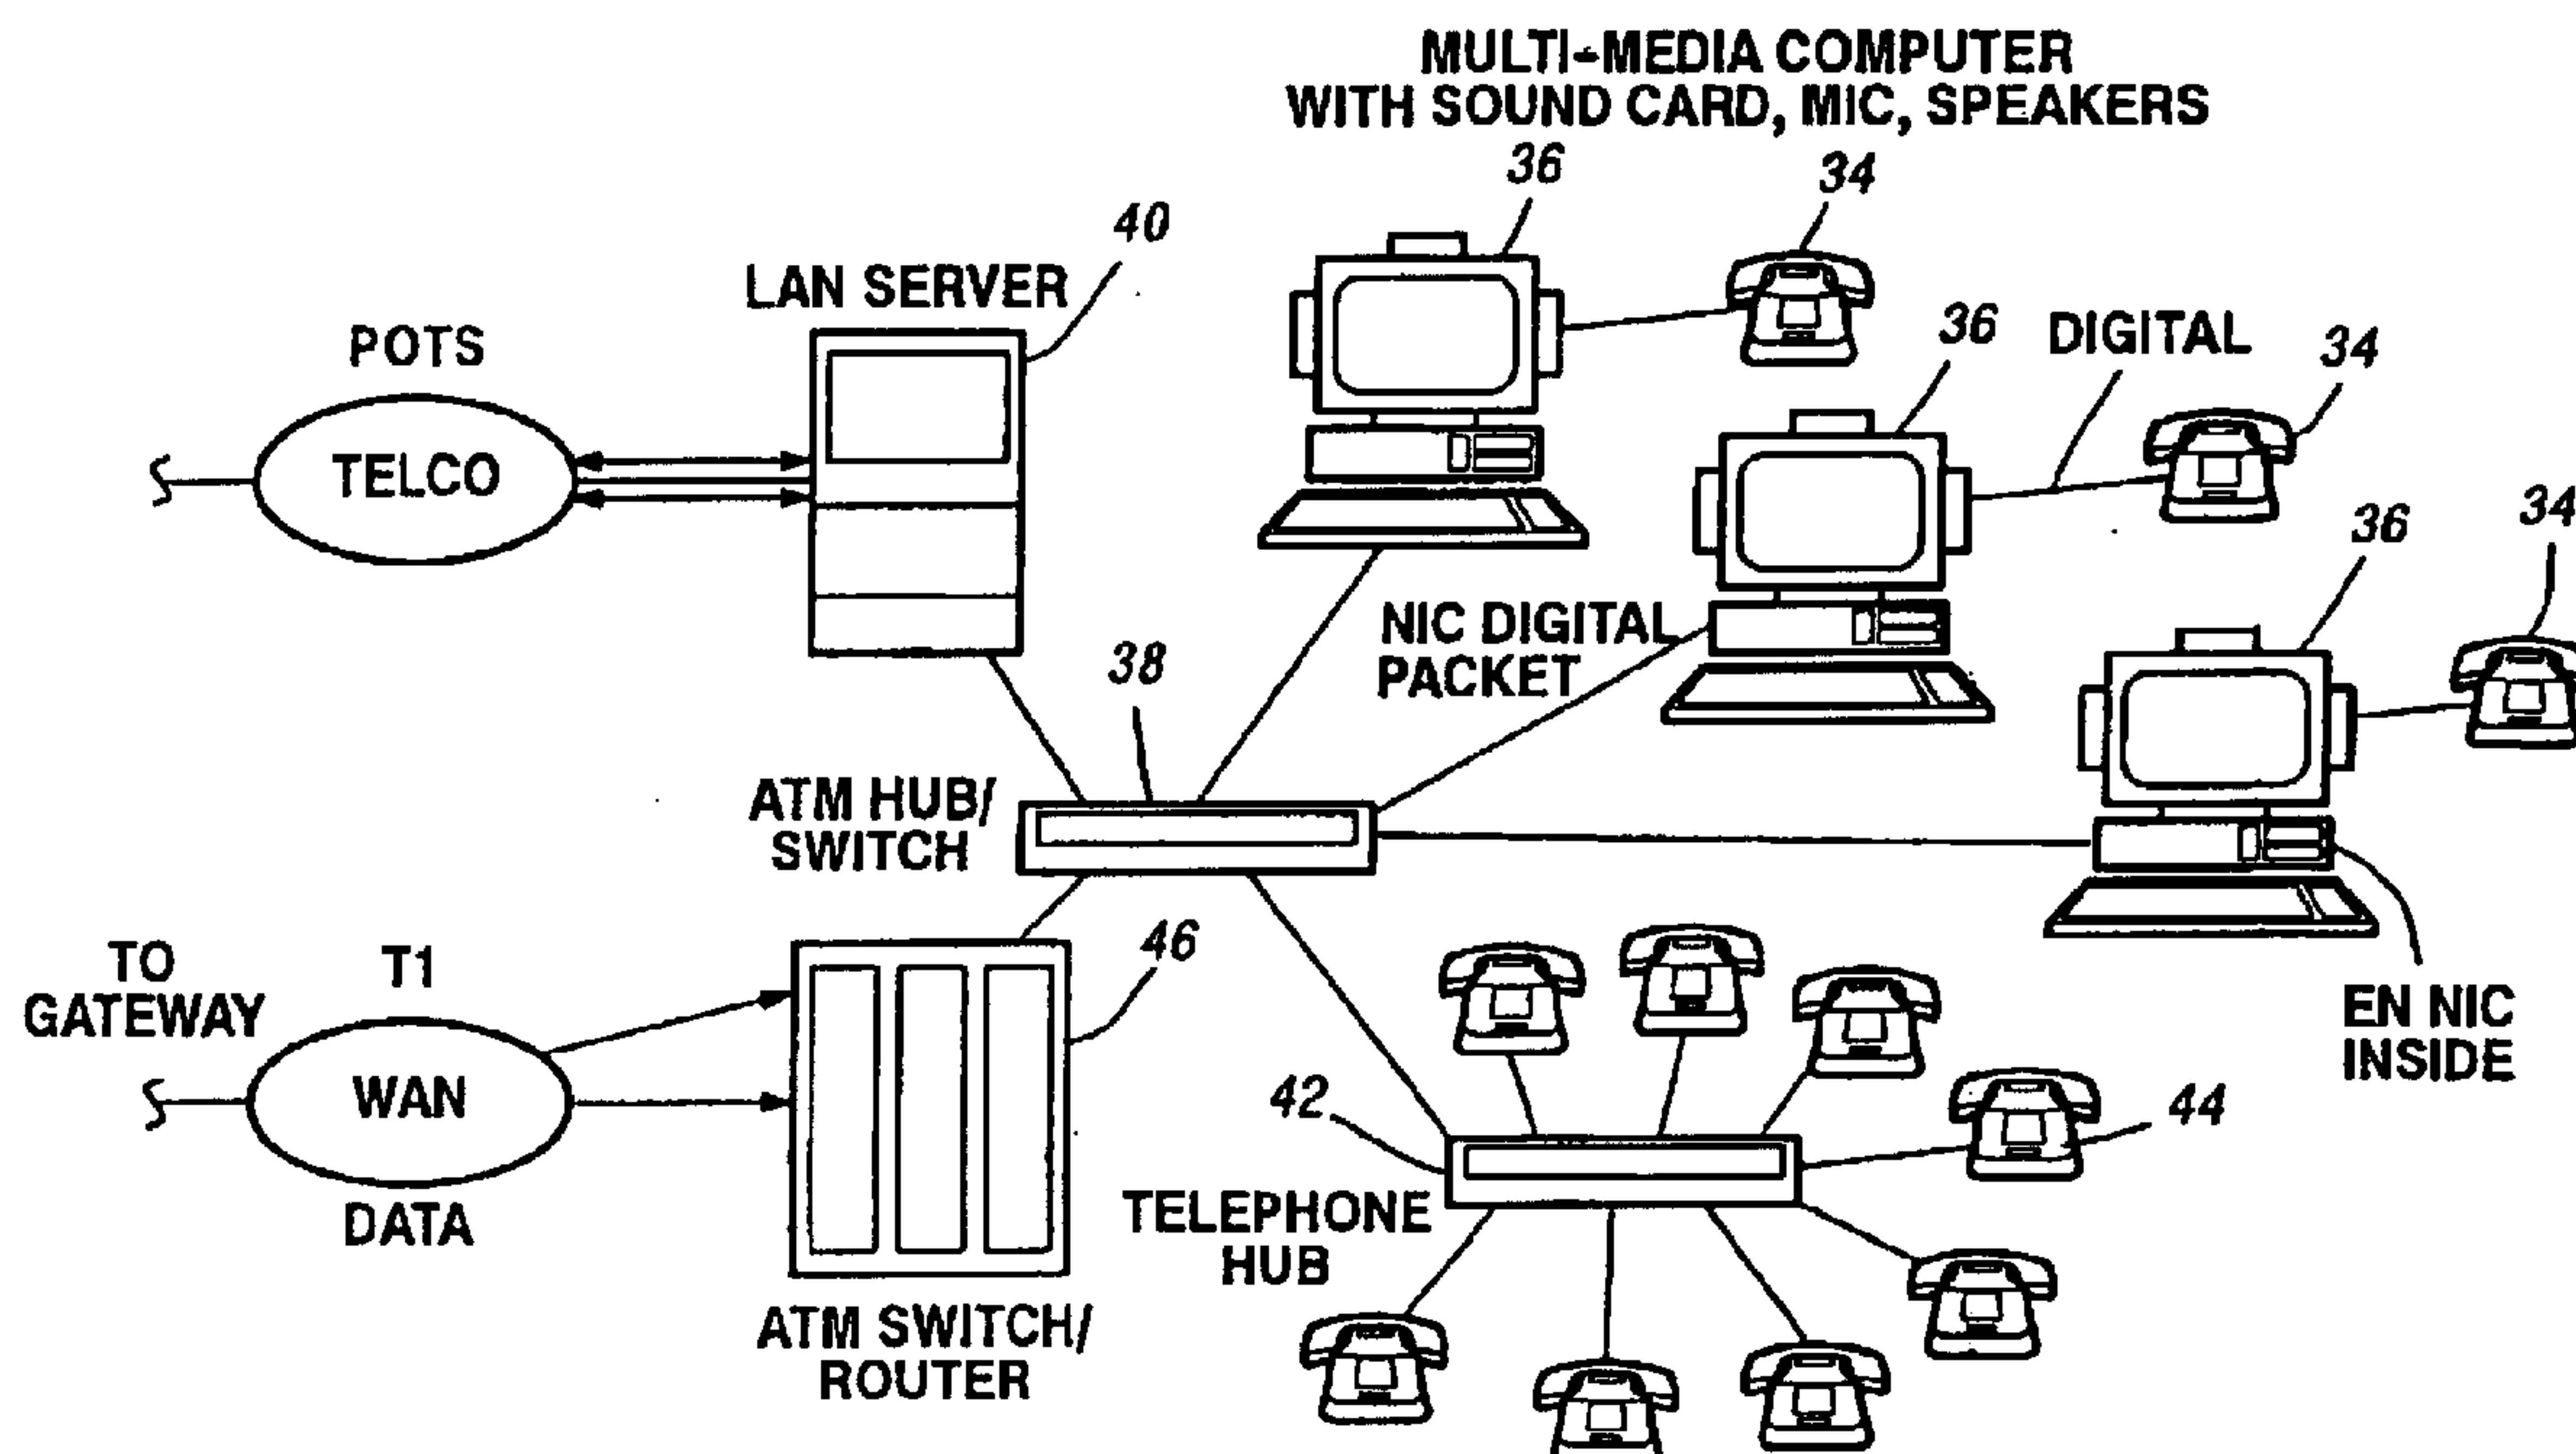 MULTI-MEDIA COMPUTER
WITH SOUND CARD, MIC, SPEAKERS
36
34
40
LAN SERVER
POTS
TELCO
36
DIGITAL
34
36
34
NIC DIGITAL
PACKET
38
ATM HUB/
SWITCH
EN NIC
INSIDE
TO
GATEWAY
T1
WAN
DATA
46
ATM SWITCH/
ROUTER
42
TELEPHONE
HUB
44